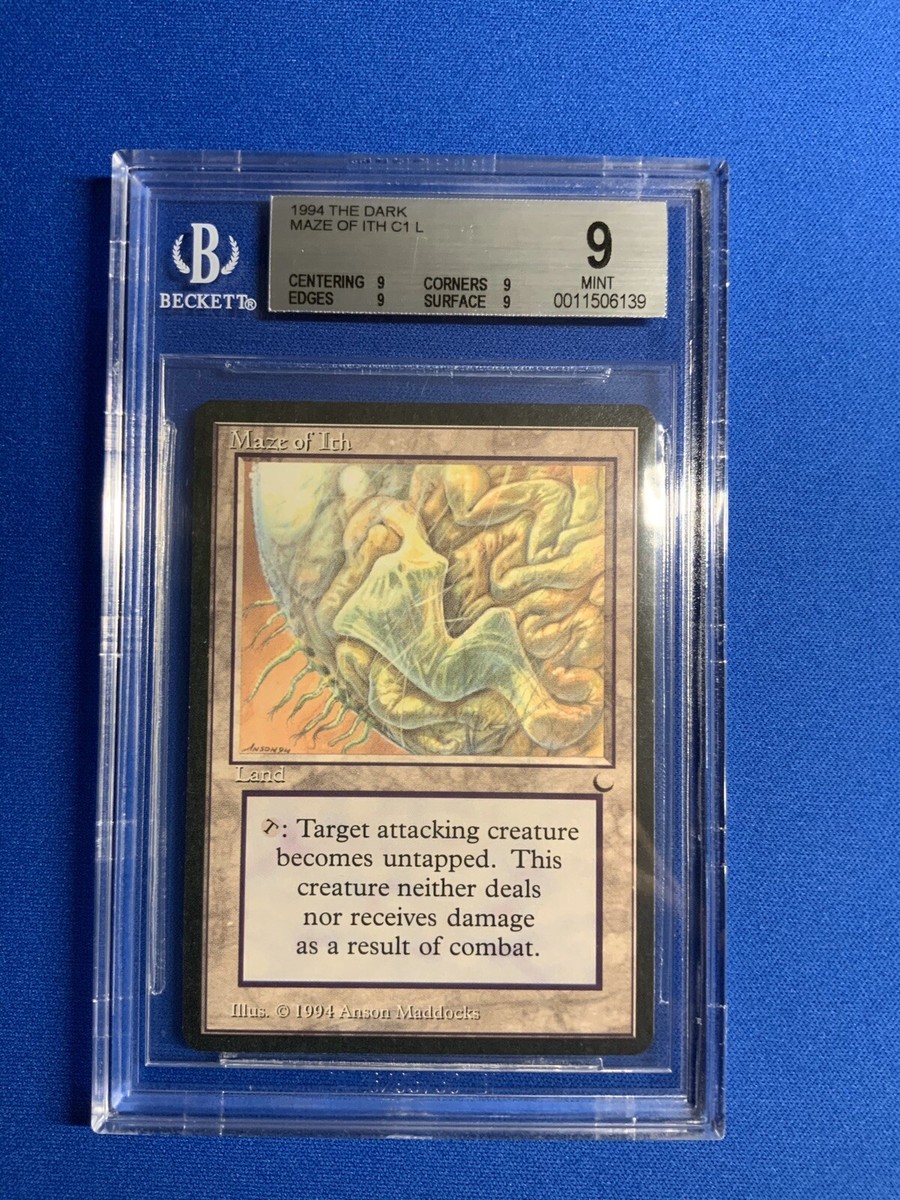 1994 THE DARK
MAZE OF ITH C1 L
9
CENTERING 9 CORNERS 9 MINT
EDGES 9 SURFACE 9 0011506139
B
BECKETT®
Maze of Ith
ANSON 94
Land
T: Target attacking creature
becomes untapped. This
creature neither deals
nor receives damage
as a result of combat.
Illus. © 1994 Anson Maddocks